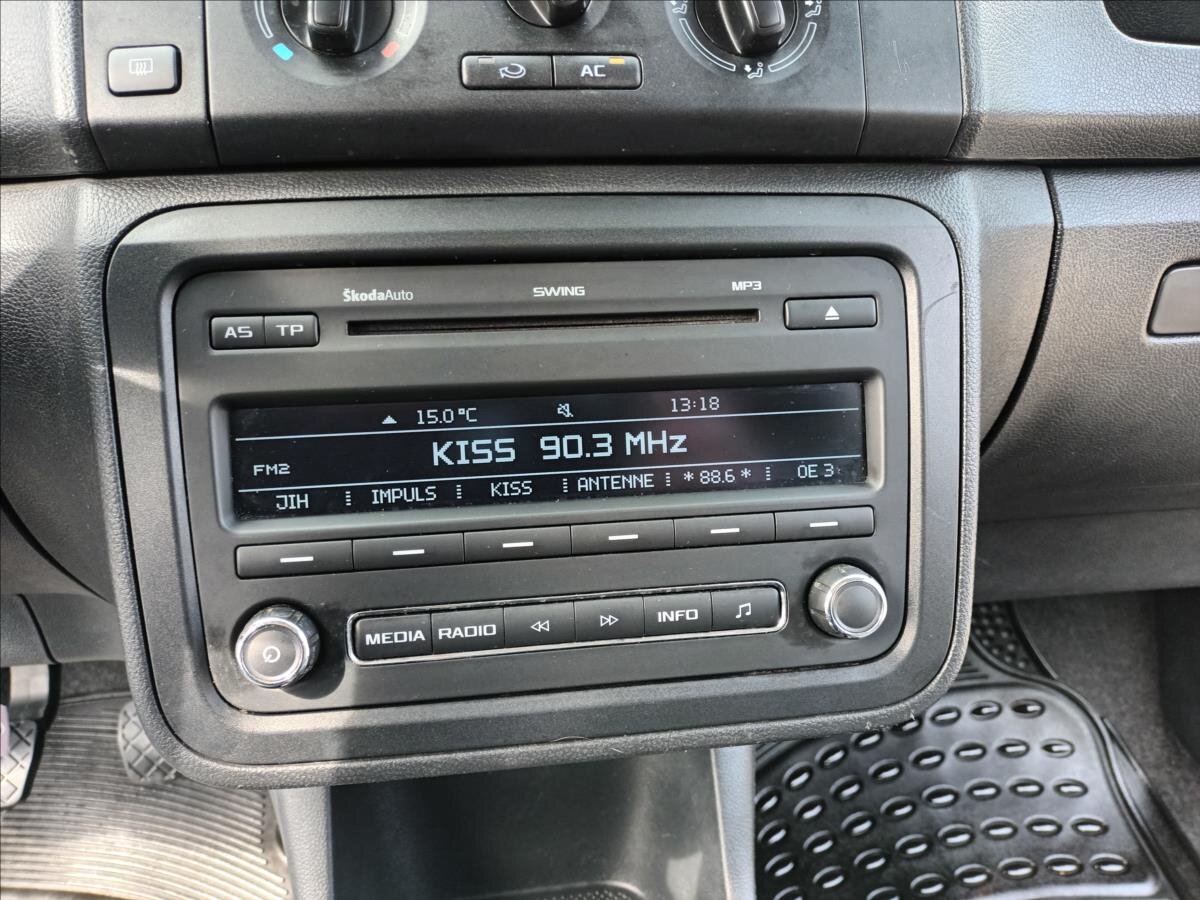 AC
ŠkodaAuto SWING MP3
AS TP
15.0°C 13:18
KISS 90.3 MHz
FM2
JIH IMPULS KISS ANTENNE *88.6* OE 3
MEDIA RADIO INFO